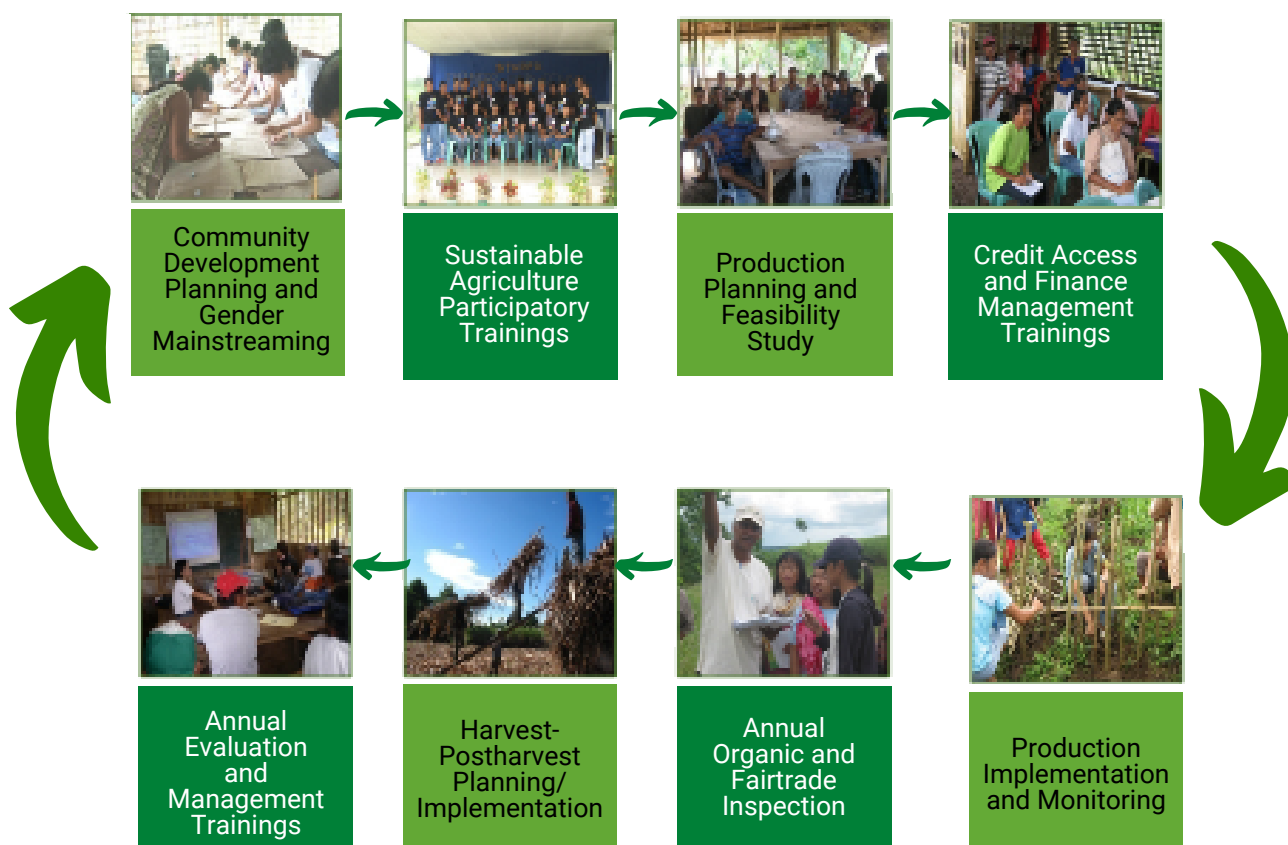 Community
Development
Planning and
Gender
Mainstreaming
Sustainable
Agriculture
Participatory
Trainings
Production
Planning and
Feasibility
Study
Credit Access
and Finance
Management
Trainings
Annual
Evaluation
and
Management
Trainings
Harvest-
Postharvest
Planning/
Implementation
Annual
Organic and
Fairtrade
Inspection
Production
Implementation
and Monitoring